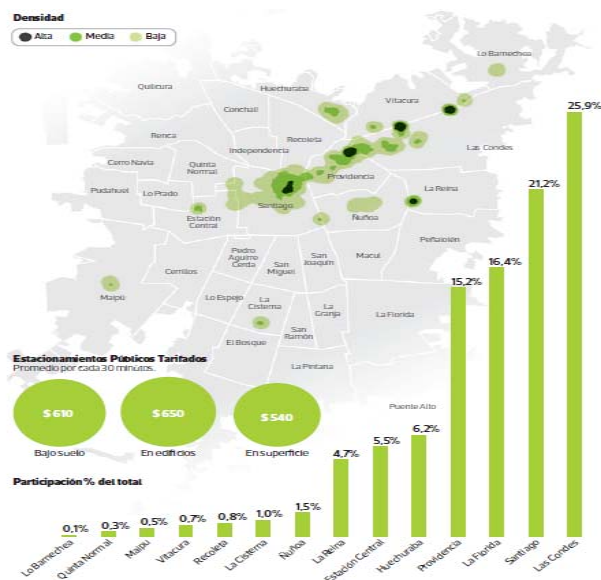 Densidad
Alta Media Baja
Lo Barnechea
Quilicura
Huechuraba
Vitacura
Conchalí
25,9%
Renca
Recoleta
Independencia
Las Condes
Cerro Navia
Quinta
Normal
Providencia
Pudahuel
Lo Prado
La Reina
21,2%
Santiago
Estación
Central
Ñuñoa
Peñalolén
Pedro
Aguirre
Cerda
San
Miguel
San
Joaquín
Macul
16,4%
Cerrillos
15,2%
Maipú
Lo Espejo
La
Cisterna
La
Granja
La Florida
San
Ramón
El Bosque
Estacionamientos Públicos Tarifados
Promedio por cada 30 minutos.
La Pintana
Puente Alto
$ 610
$ 650
$ 540
Bajo suelo
En edificios
En superficie
Participación % del total
0,1%
0,3%
0,5%
0,7%
0,8%
1,0%
1,5%
4,7%
5,5%
6,2%
Lo Barnechea
Quinta Normal
Maipu
Vitacura
Recoleta
La Cisterna
Ñuñoa
La Reina
Estación Central
Huechuraba
Providencia
La Florida
Santiago
Las Condes